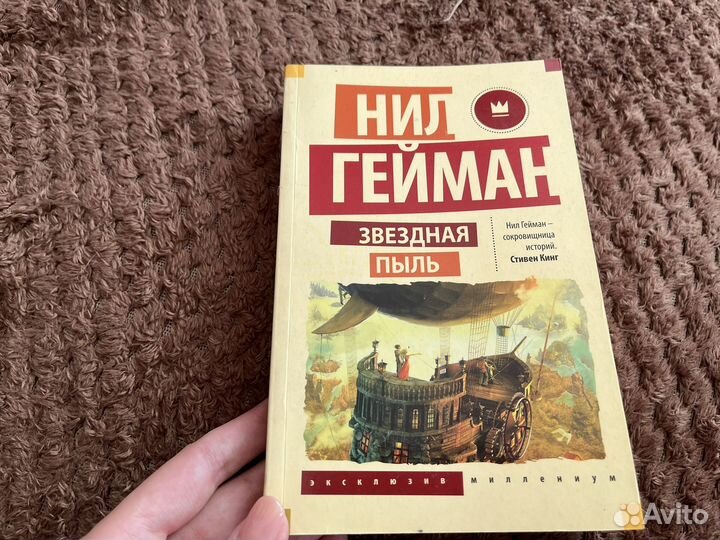 НИЛ
ГЕЙМАН
ЗВЕЗДНАЯ
ПЫЛЬ
Нил Гейман –
сокровищница
историй.
Стивен Кинг
эксклюзив миллениум
Avito